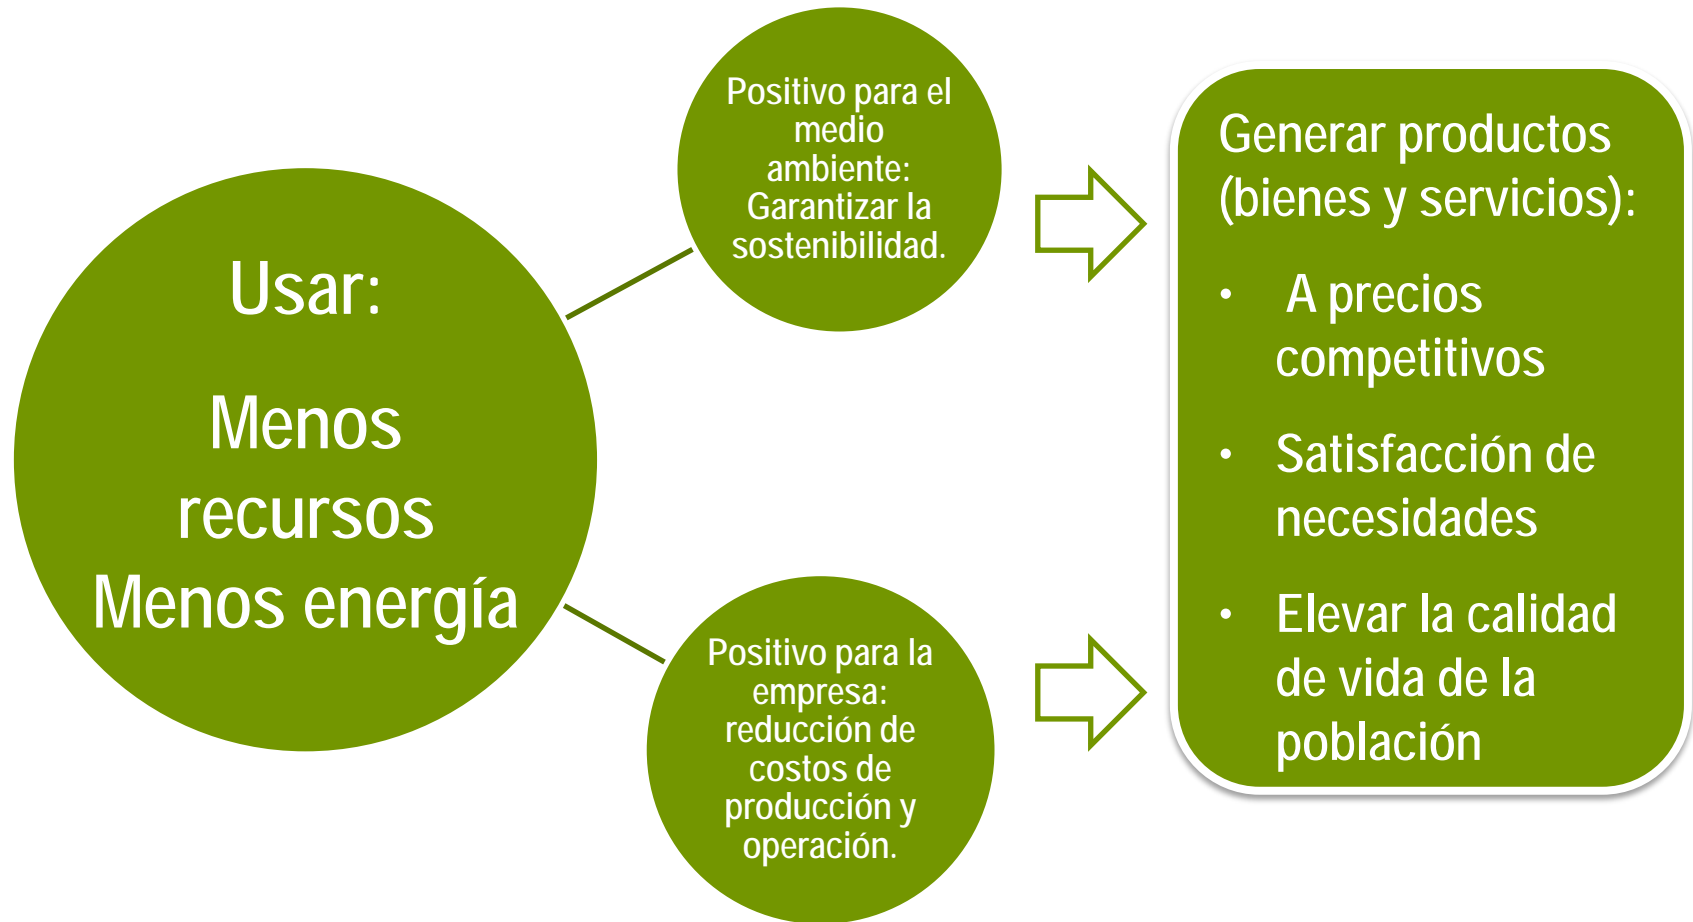 Usar:
Menos
recursos
Menos energía
Positivo para el
medio
ambiente:
Garantizar la
sostenibilidad.
Positivo para la
empresa:
reducción de
costos de
producción y
operación.
Generar productos
(bienes y servicios):
• A precios
competitivos
• Satisfacción de
necesidades
• Elevar la calidad
de vida de la
población